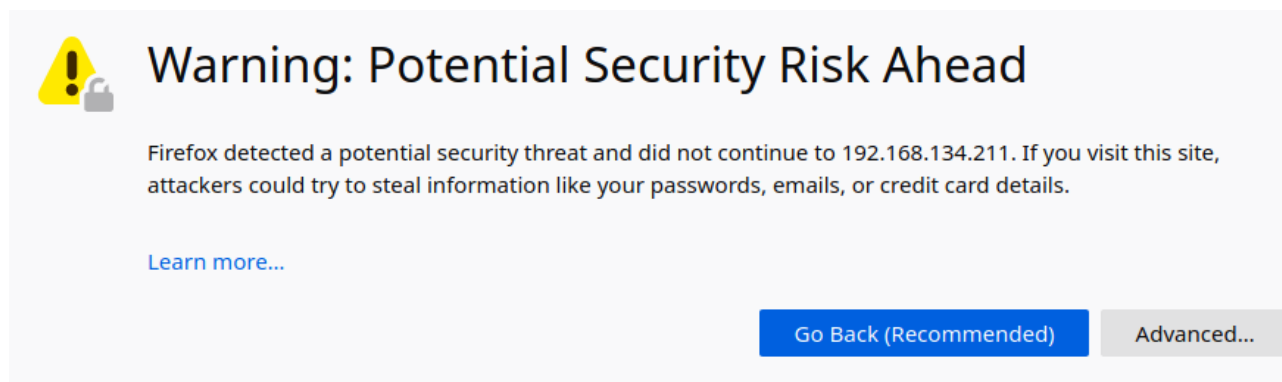 Warning: Potential Security Risk Ahead
Firefox detected a potential security threat and did not continue to 192.168.134.211. If you visit this site,
attackers could try to steal information like your passwords, emails, or credit card details.
Learn more...
Go Back (Recommended)
Advanced...